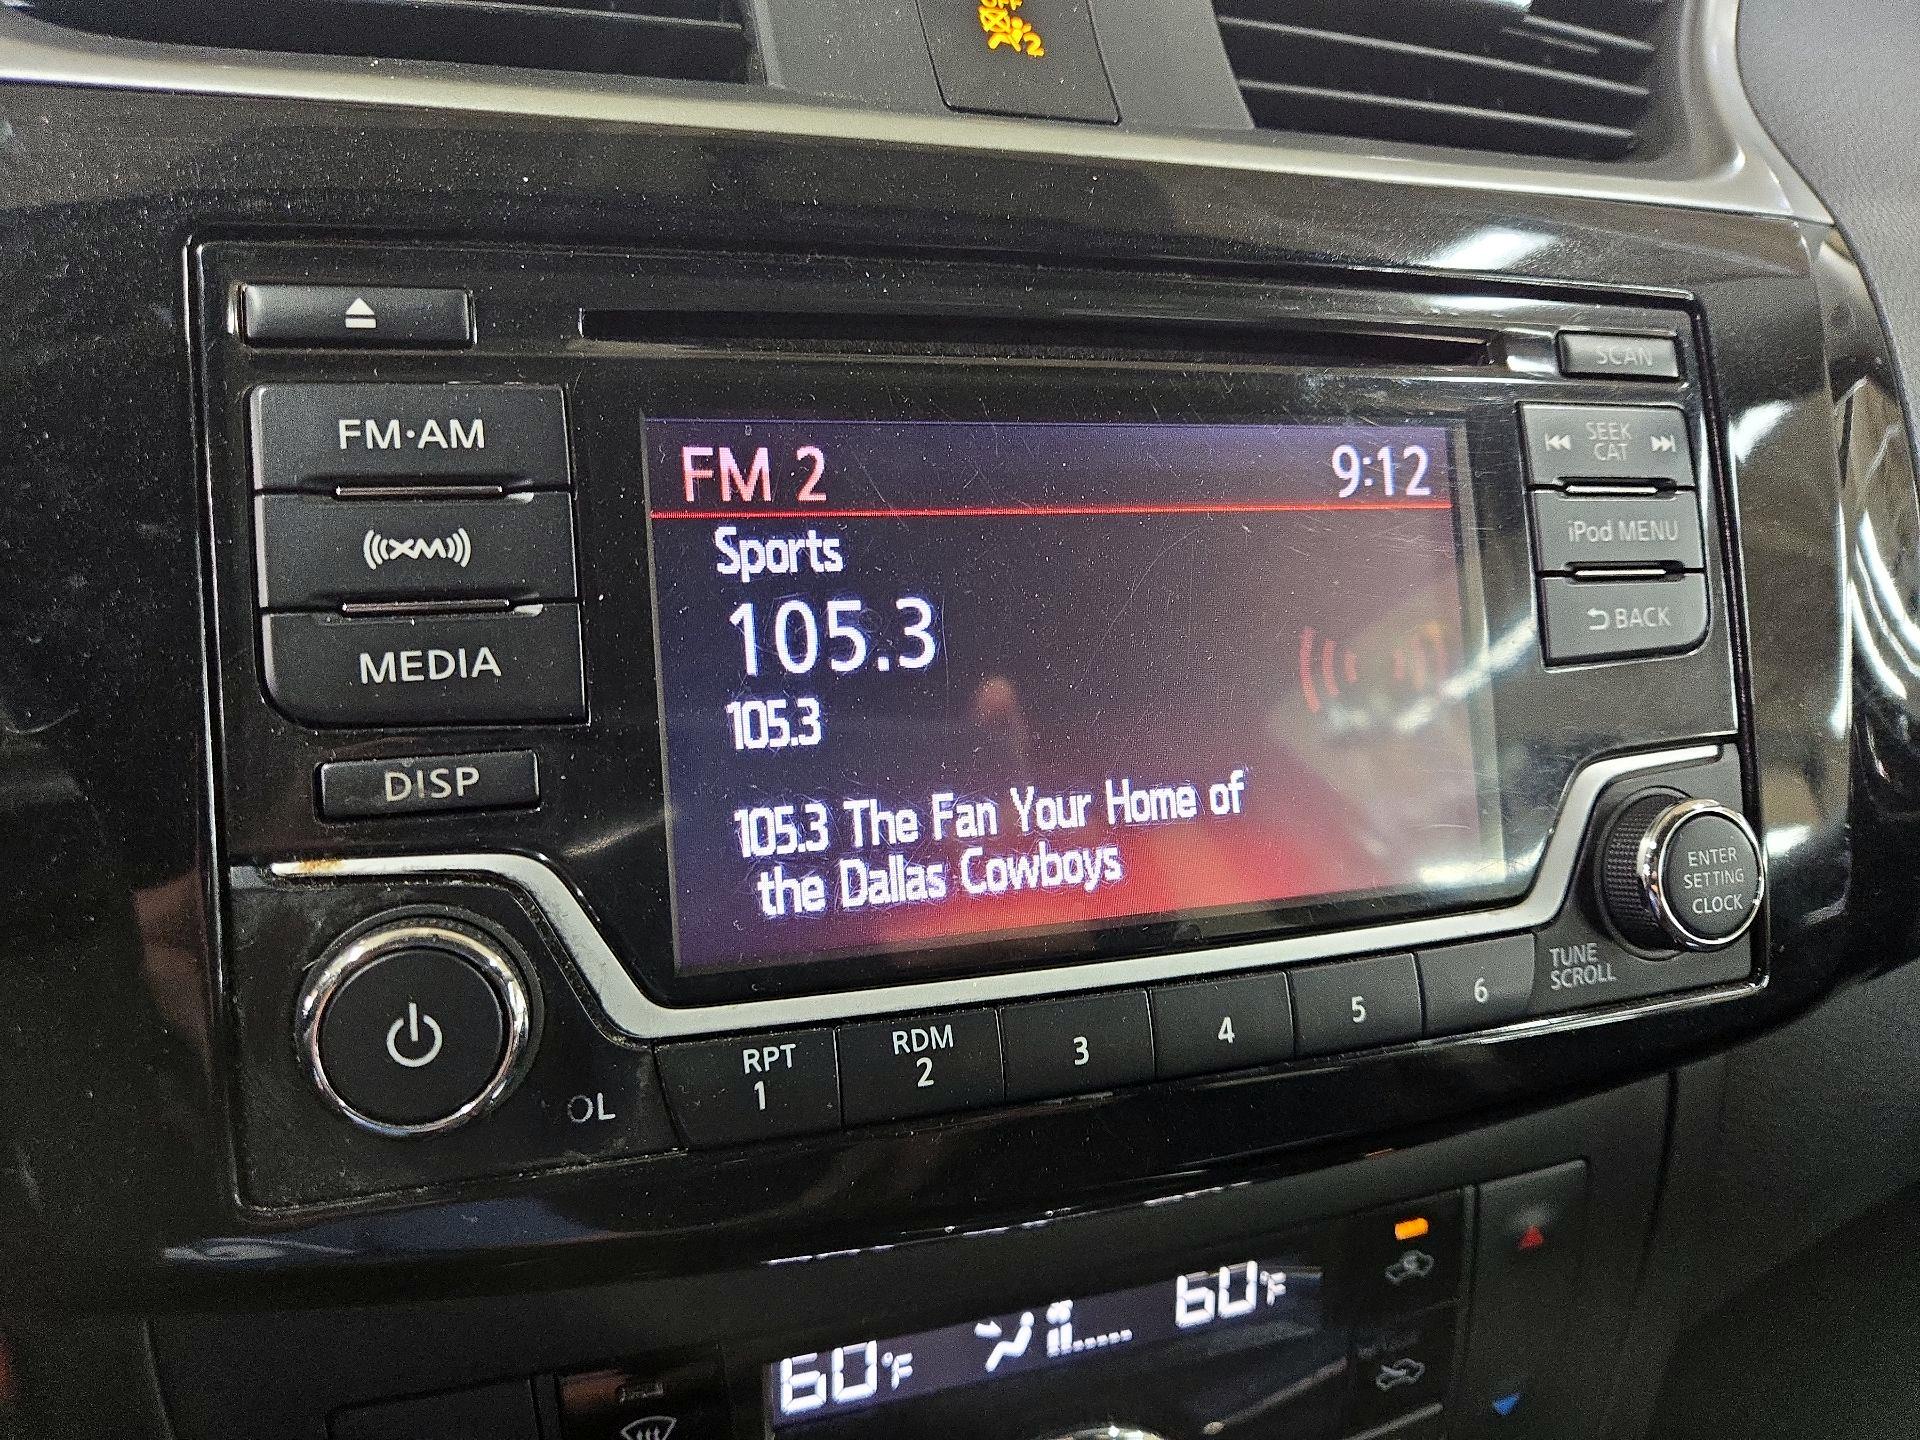 OFF
2
SCAN
FM·AM
XM
MEDIA
DISP
FM 2 9:12
Sports
105.3
105.3
105.3 The Fan Your Home of
the Dallas Cowboys
SEEK
CAT
iPod MENU
BACK
ENTER
SETTING
CLOCK
TUNE
SCROLL
OL
RPT
1
RDM
2
3
4
5
6
60°F
60°F